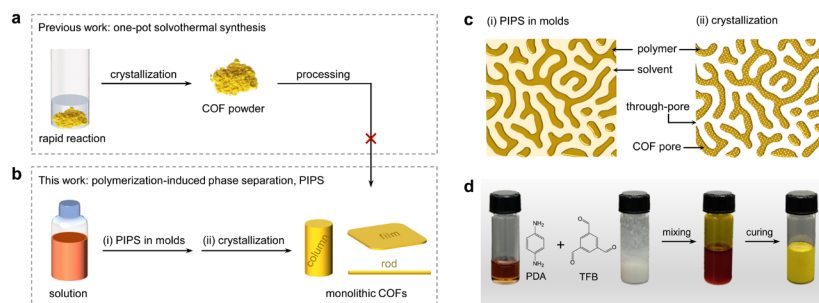 a
Previous work: one-pot solvothermal synthesis
crystallization
processing
COF powder
rapid reaction
b
This work: polymerization-induced phase separation, PIPS
(i) PIPS in molds
(ii) crystallization
column
film
rod
solution
monolithic COFs
c
(i) PIPS in molds
(ii) crystallization
polymer
solvent
through-pore
COF pore
d
NH₂
NH₂
PDA
+
O
O
O
TFB
mixing
curing